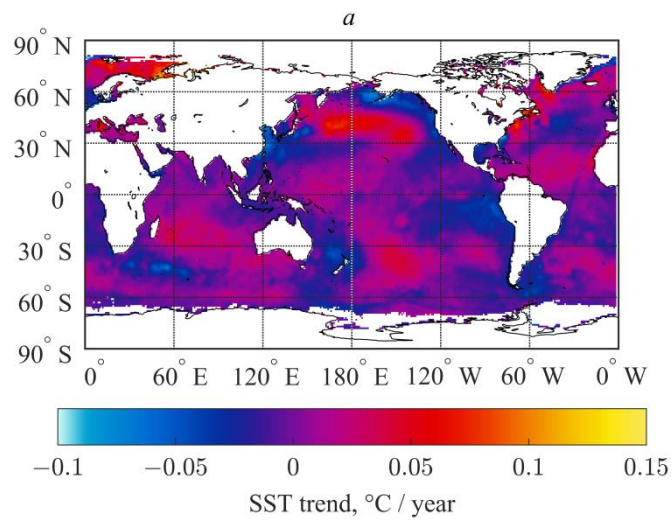 a
90° N
60° N
30° N
0°
30° S
60° S
90° S
0° 60° E 120° E 180° E 120° W 60° W 0° W
−0.1 −0.05 0 0.05 0.1 0.15
SST trend, °C / year